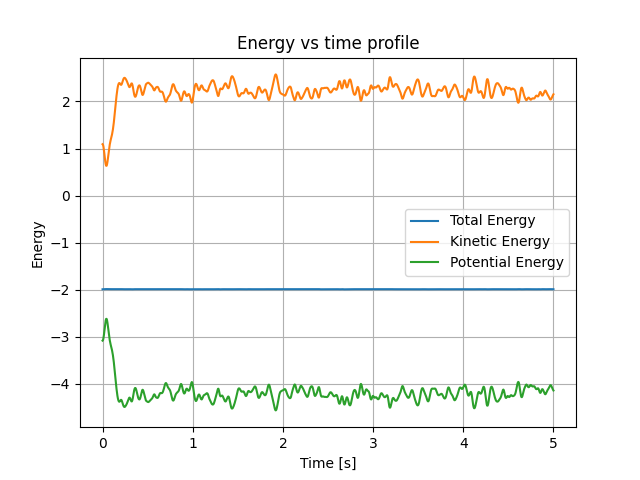 Energy vs time profile
Energy
2
1
0
−1
−2
−3
−4
Total Energy
Kinetic Energy
Potential Energy
0 1 2 3 4 5
Time [s]